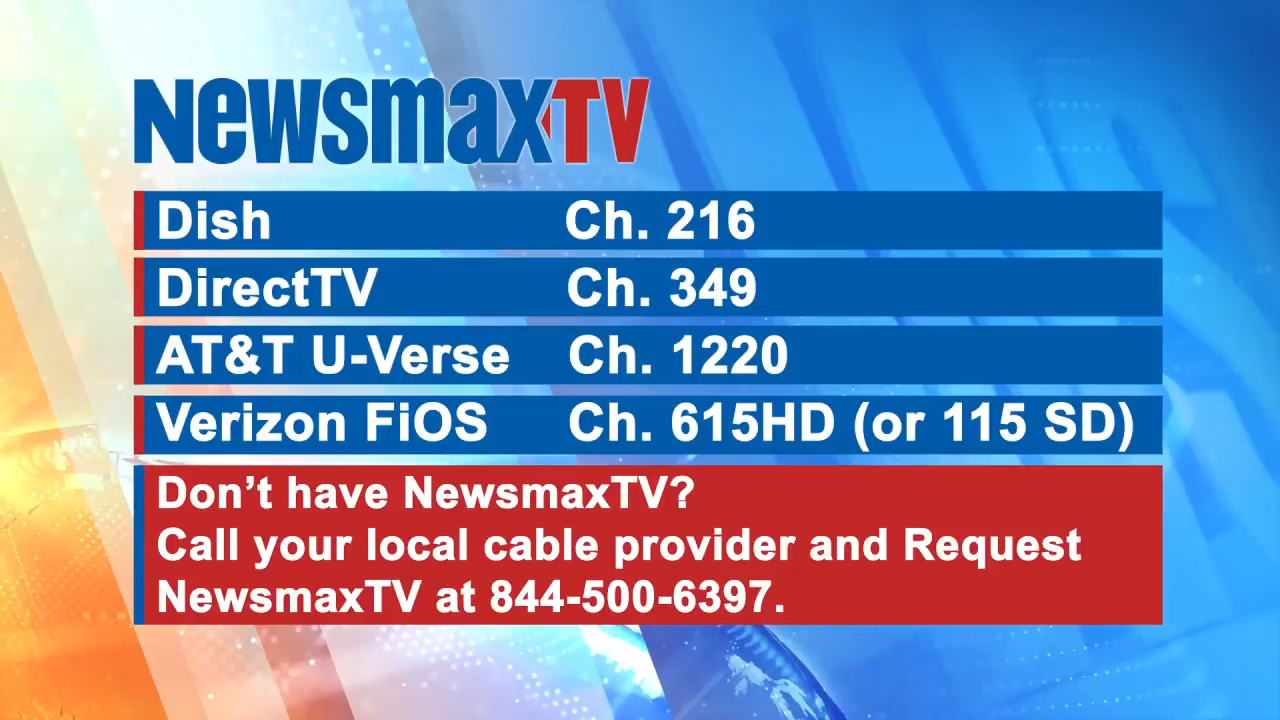 NewsmaxTV
Dish Ch. 216
DirectTV Ch. 349
AT&T U-Verse Ch. 1220
Verizon FiOS Ch. 615HD (or 115 SD)
Don’t have NewsmaxTV?
Call your local cable provider and Request
NewsmaxTV at 844-500-6397.